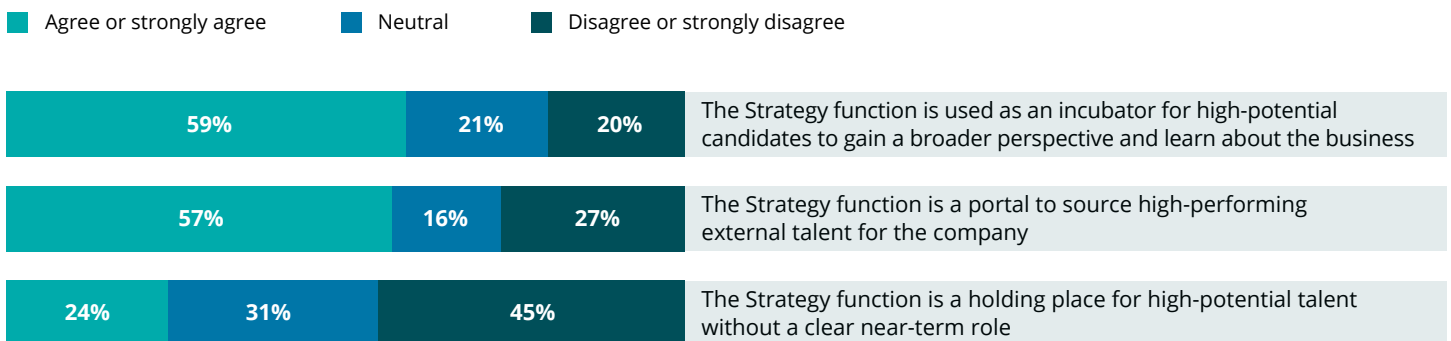 Agree or strongly agree Neutral Disagree or strongly disagree
59% 21% 20% The Strategy function is used as an incubator for high-potential
candidates to gain a broader perspective and learn about the business
57% 16% 27% The Strategy function is a portal to source high-performing
external talent for the company
24% 31% 45% The Strategy function is a holding place for high-potential talent
without a clear near-term role